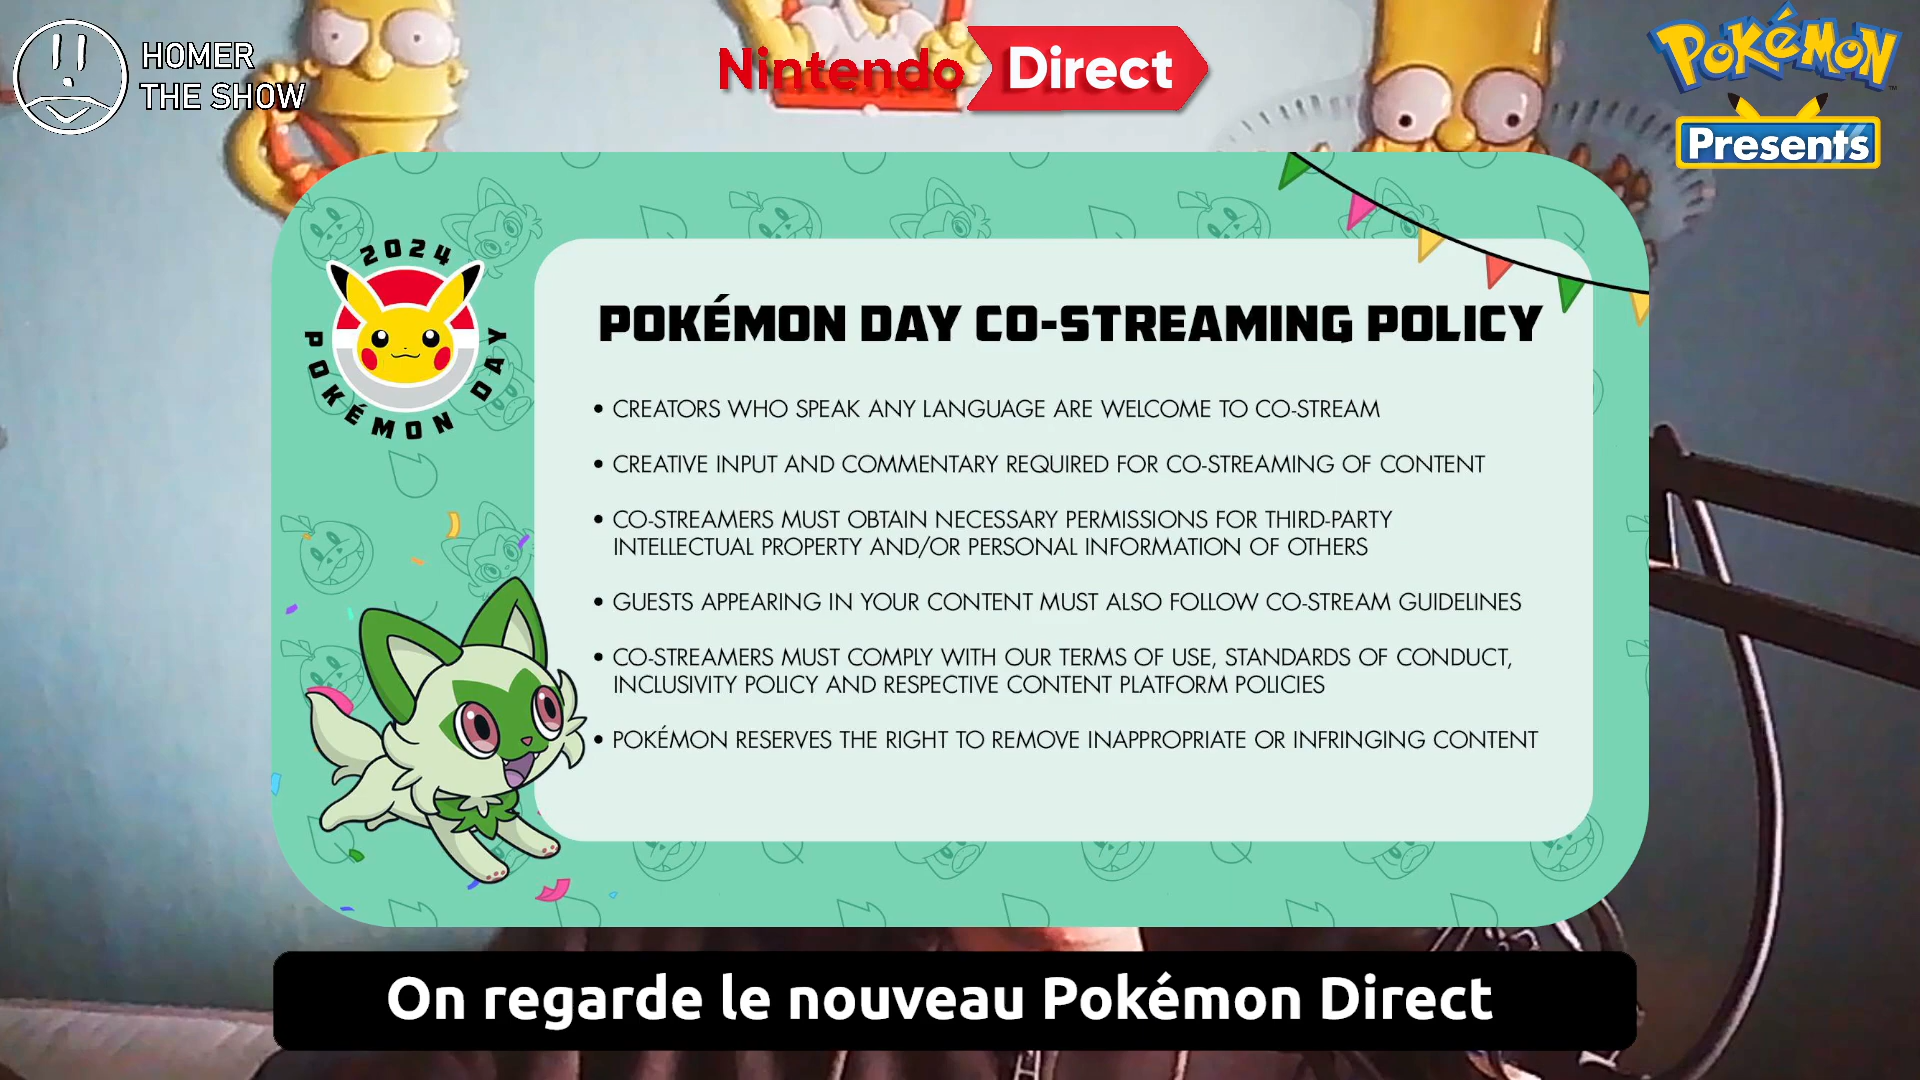 HOMER
THE SHOW
Nintendo Direct
POKÉMON
Presents
2024
POKÉMON DAY
POKÉMON DAY CO-STREAMING POLICY
• CREATORS WHO SPEAK ANY LANGUAGE ARE WELCOME TO CO-STREAM
• CREATIVE INPUT AND COMMENTARY REQUIRED FOR CO-STREAMING OF CONTENT
• CO-STREAMERS MUST OBTAIN NECESSARY PERMISSIONS FOR THIRD-PARTY
INTELLECTUAL PROPERTY AND/OR PERSONAL INFORMATION OF OTHERS
• GUESTS APPEARING IN YOUR CONTENT MUST ALSO FOLLOW CO-STREAM GUIDELINES
• CO-STREAMERS MUST COMPLY WITH OUR TERMS OF USE, STANDARDS OF CONDUCT,
INCLUSIVITY POLICY AND RESPECTIVE CONTENT PLATFORM POLICIES
• POKÉMON RESERVES THE RIGHT TO REMOVE INAPPROPRIATE OR INFRINGING CONTENT
On regarde le nouveau Pokémon Direct